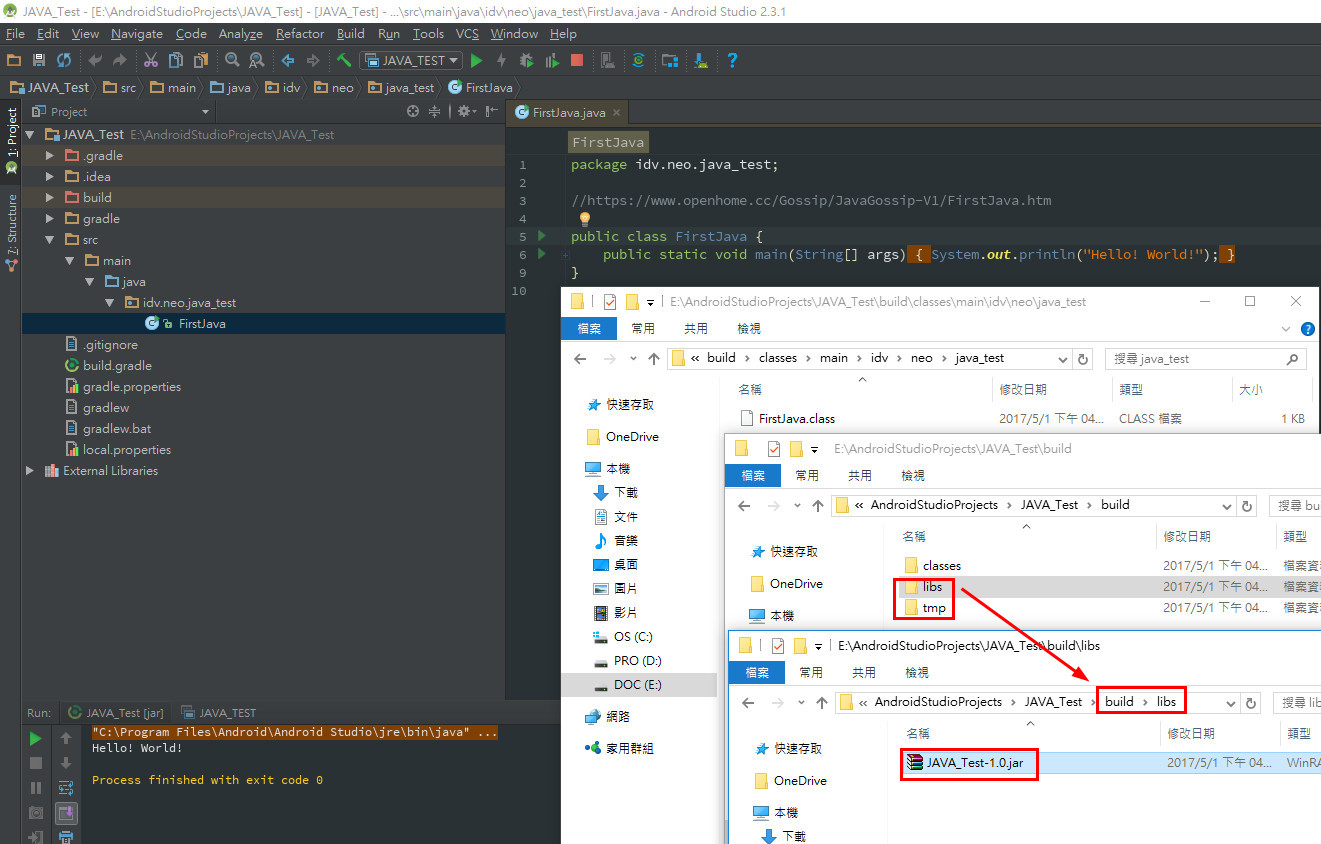 JAVA_Test - [E:\AndroidStudioProjects\JAVA_Test] - [JAVA_Test] - ...\src\main\java\idv\neo\java_test\FirstJava.java - Android Studio 2.3.1
File Edit View Navigate Code Analyze Refactor Build Run Tools VCS Window Help
JAVA_TEST
JAVA_Test src main java idv neo java_test FirstJava
1: Project
7: Structure
Project
JAVA_Test E:\AndroidStudioProjects\JAVA_Test
.gradle
.idea
build
gradle
src
main
java
idv.neo.java_test
FirstJava
.gitignore
build.gradle
gradle.properties
gradlew
gradlew.bat
local.properties
External Libraries
FirstJava.java
FirstJava
1 package idv.neo.java_test;
2
3 //https://www.openhome.cc/Gossip/JavaGossip-V1/FirstJava.htm
4
5 public class FirstJava {
6 public static void main(String[] args) { System.out.println("Hello! World!"); }
9 }
10
Run: JAVA_Test [jar] JAVA_TEST
"C:\Program Files\Android\Android Studio\jre\bin\java" ...
Hello! World!
Process finished with exit code 0
E:\AndroidStudioProjects\JAVA_Test\build\classes\main\idv\neo\java_test
檔案 常用 共用 檢視
« build › classes › main › idv › neo › java_test
搜尋 java_test
名稱 修改日期 類型 大小
FirstJava.class 2017/5/1 下午 04... CLASS 檔案 1 KB
快速存取
OneDrive
本機
下載
文件
音樂
桌面
圖片
影片
OS (C:)
PRO (D:)
DOC (E:)
網路
家用群組
E:\AndroidStudioProjects\JAVA_Test\build
檔案 常用 共用 檢視
« AndroidStudioProjects › JAVA_Test › build
搜尋 bu
名稱 修改日期 類型
classes 2017/5/1 下午 04... 檔案資
libs 2017/5/1 下午 04... 檔案資
tmp 2017/5/1 下午 04... 檔案資
快速存取
OneDrive
本機
E:\AndroidStudioProjects\JAVA_Test\build\libs
檔案 常用 共用 檢視
« AndroidStudioProjects › JAVA_Test › build › libs
搜尋 lib
名稱 修改日期 類型
JAVA_Test-1.0.jar 2017/5/1 下午 04... WinRA
快速存取
OneDrive
本機
下載